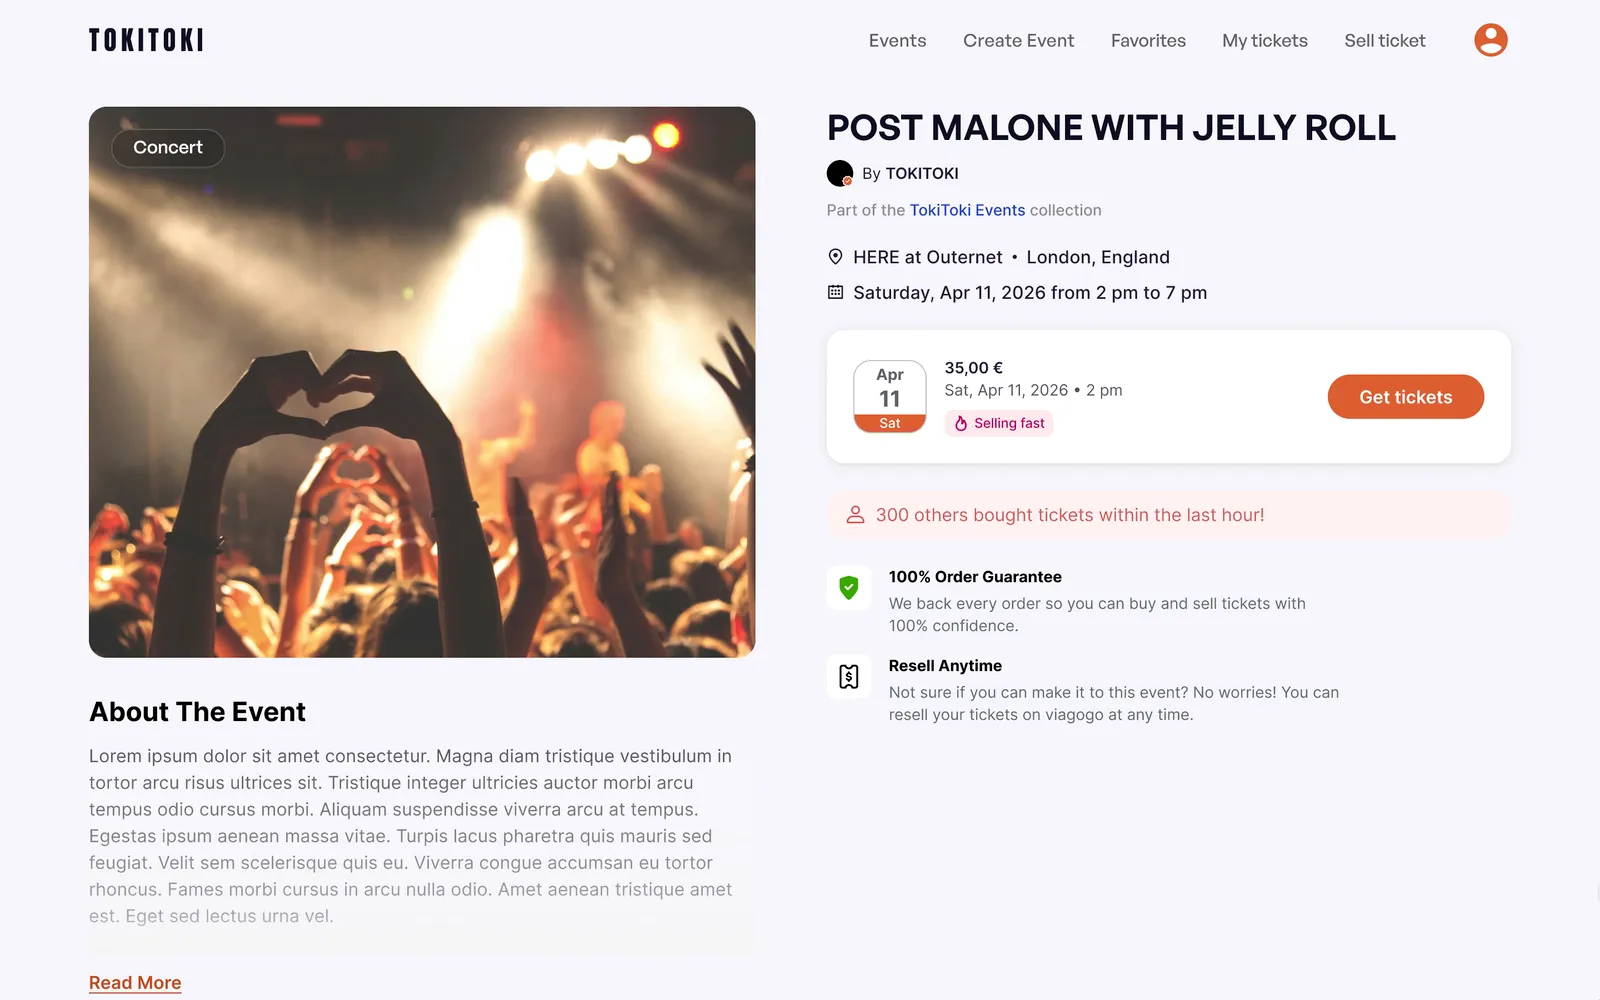 TOKITOKI
Events
Create Event
Favorites
My tickets
Sell ticket
Concert
POST MALONE WITH JELLY ROLL
By TOKITOKI
Part of the TokiToki Events collection
HERE at Outernet • London, England
Saturday, Apr 11, 2026 from 2 pm to 7 pm
Apr
11
Sat
35,00 €
Sat, Apr 11, 2026 • 2 pm
Selling fast
Get tickets
300 others bought tickets within the last hour!
100% Order Guarantee
We back every order so you can buy and sell tickets with
100% confidence.
Resell Anytime
Not sure if you can make it to this event? No worries! You can
resell your tickets on viagogo at any time.
About The Event
Lorem ipsum dolor sit amet consectetur. Magna diam tristique vestibulum in
tortor arcu risus ultrices sit. Tristique integer ultricies auctor morbi arcu
tempus odio cursus morbi. Aliquam suspendisse viverra arcu at tempus.
Egestas ipsum aenean massa vitae. Turpis lacus pharetra quis mauris sed
feugiat. Velit sem scelerisque quis eu. Viverra congue accumsan eu tortor
rhoncus. Fames morbi cursus in arcu nulla odio. Amet aenean tristique amet
est. Eget sed lectus urna vel.
Read More